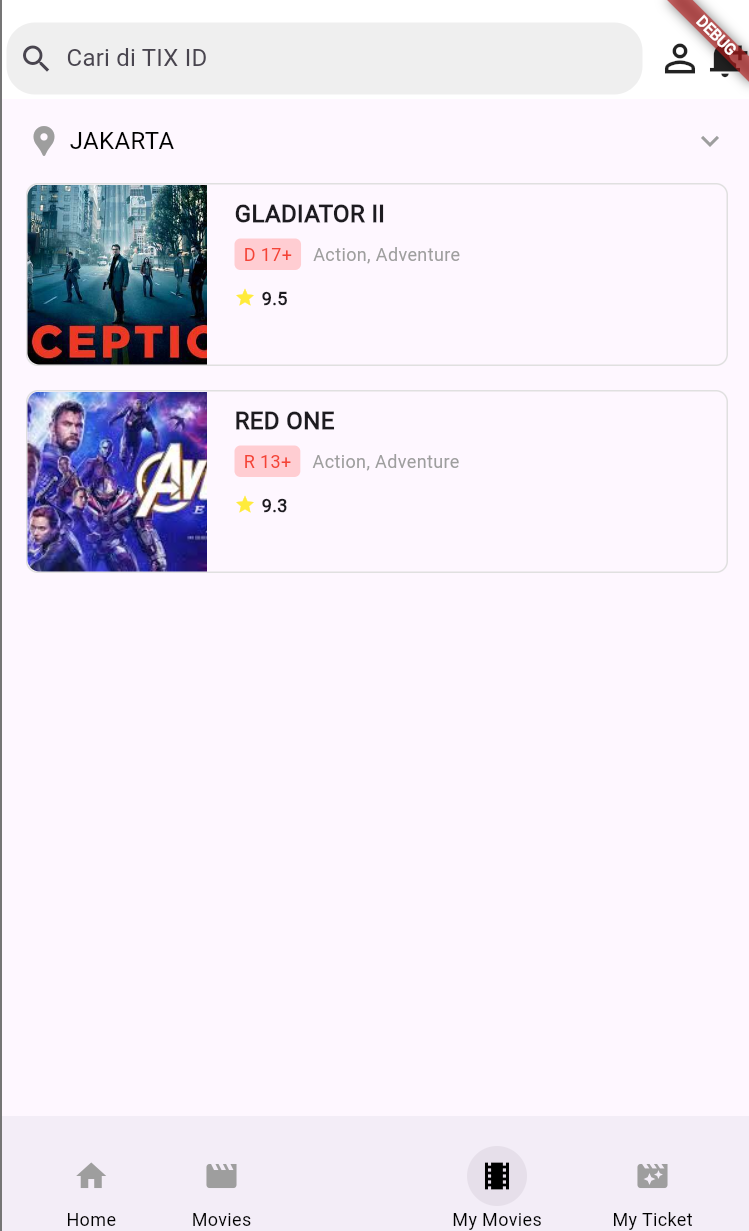 DEBUG
Cari di TIX ID
JAKARTA
CEPTIO
GLADIATOR II
D 17+ Action, Adventure
9.5
AV
E
RED ONE
R 13+ Action, Adventure
9.3
Home Movies My Movies My Ticket